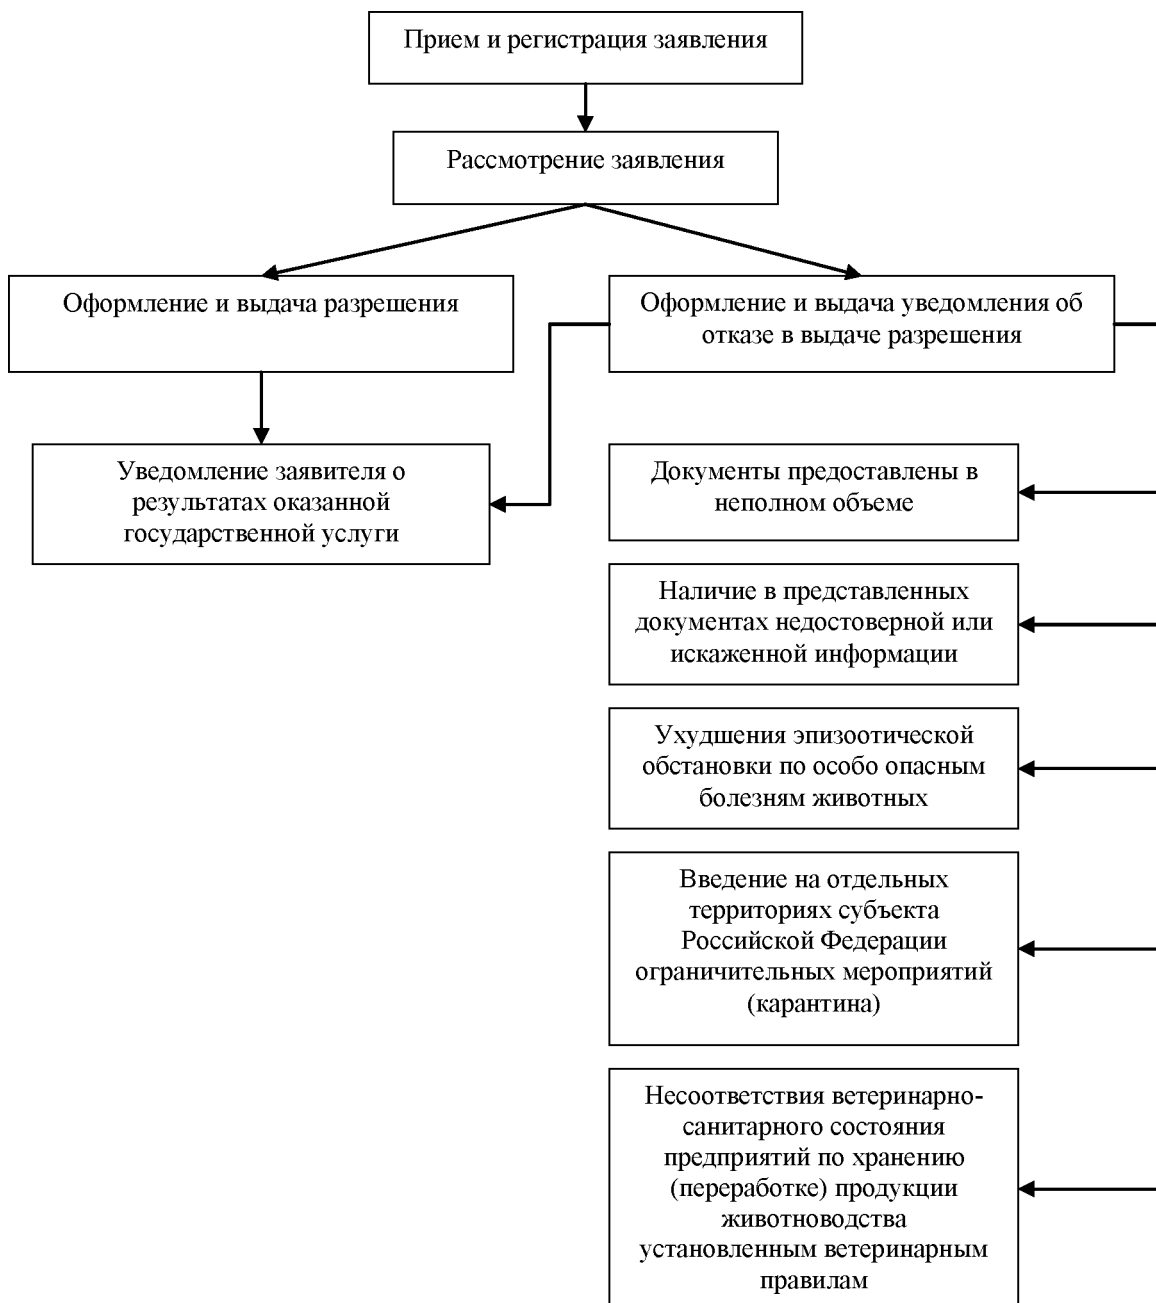 Прием и регистрация заявления
Рассмотрение заявления
Оформление и выдача разрешения
Оформление и выдача уведомления об
отказе в выдаче разрешения
Уведомление заявителя о
результатах оказанной
государственной услуги
Документы предоставлены в
неполном объеме
Наличие в представленных
документах недостоверной или
искаженной информации
Ухудшения эпизоотической
обстановки по особо опасным
болезням животных
Введение на отдельных
территориях субъекта
Российской Федерации
ограничительных мероприятий
(карантина)
Несоответствия ветеринарно-
санитарного состояния
предприятий по хранению
(переработке) продукции
животноводства
установленным ветеринарным
правилам